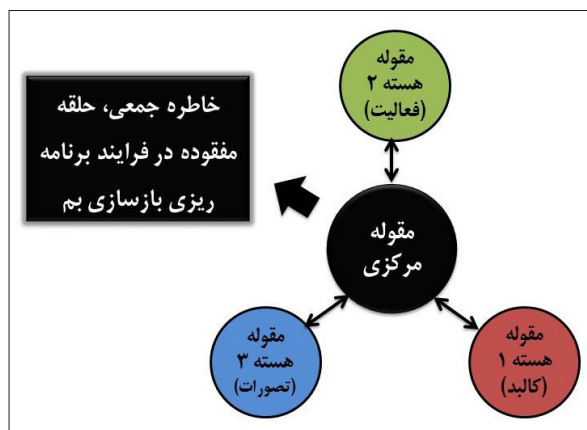 خاطره جمعی، حلقه
مفقوده در فرایند برنامه
ریزی بازسازی بم
مقوله
هسته ۲
(فعالیت)
مقوله
مرکزی
مقوله
هسته ۳
(تصورات)
مقوله
هسته ۱
(کالبد)